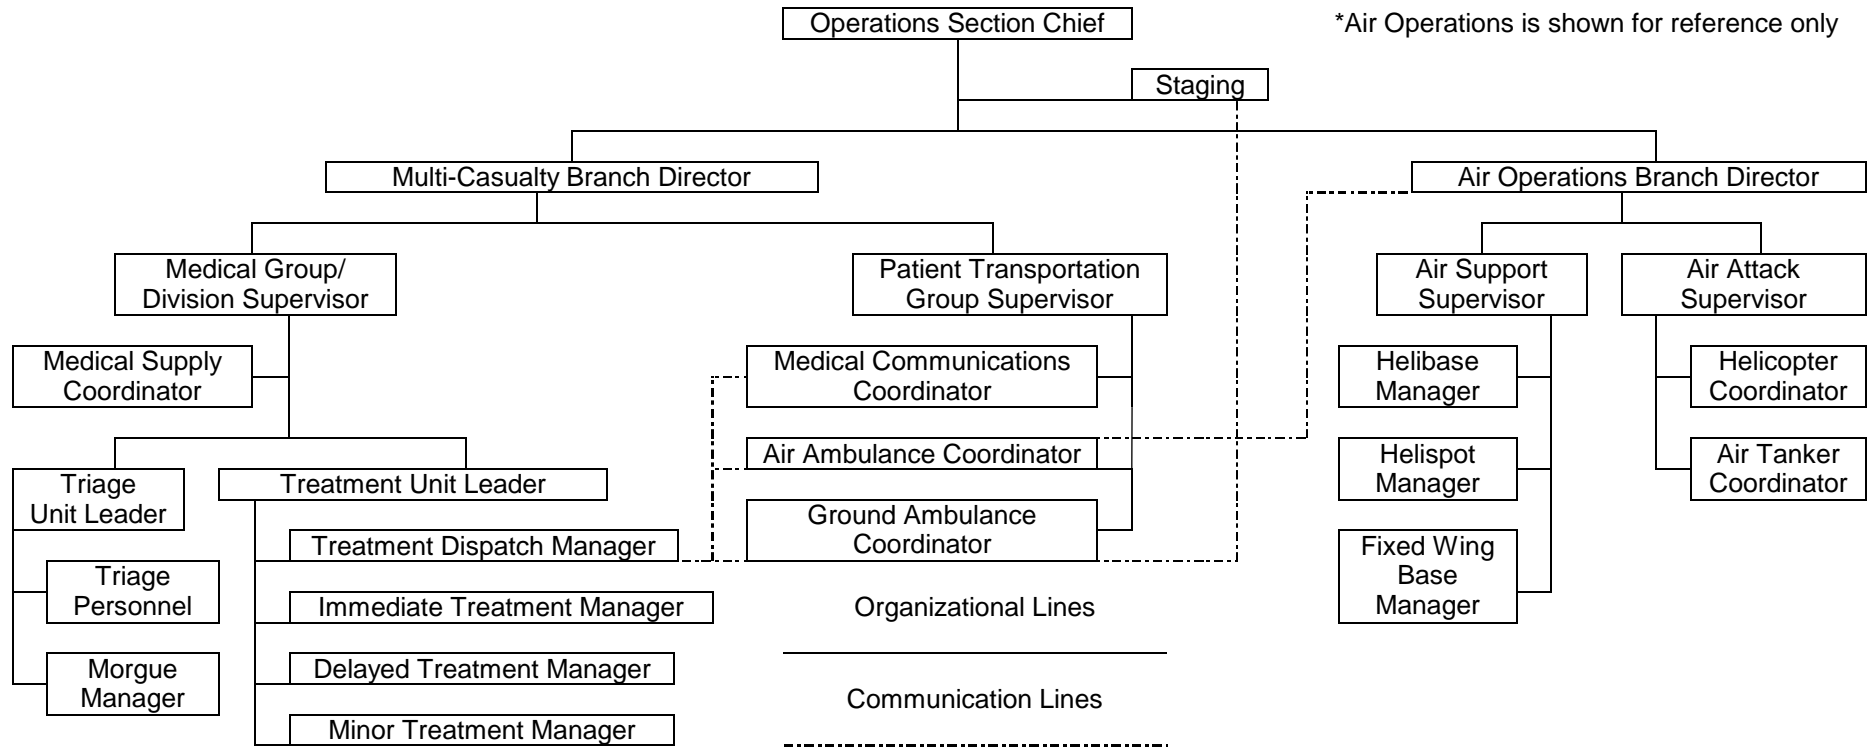 Operations Section Chief
*Air Operations is shown for reference only
Staging
Multi-Casualty Branch Director
Air Operations Branch Director
Medical Group/
Division Supervisor
Patient Transportation
Group Supervisor
Air Support
Supervisor
Air Attack
Supervisor
Medical Supply
Coordinator
Medical Communications
Coordinator
Helibase
Manager
Helicopter
Coordinator
Triage
Unit Leader
Treatment Unit Leader
Air Ambulance Coordinator
Helispot
Manager
Air Tanker
Coordinator
Treatment Dispatch Manager
Ground Ambulance
Coordinator
Fixed Wing
Base
Manager
Triage
Personnel
Immediate Treatment Manager
Organizational Lines
Morgue
Manager
Delayed Treatment Manager
Communication Lines
Minor Treatment Manager